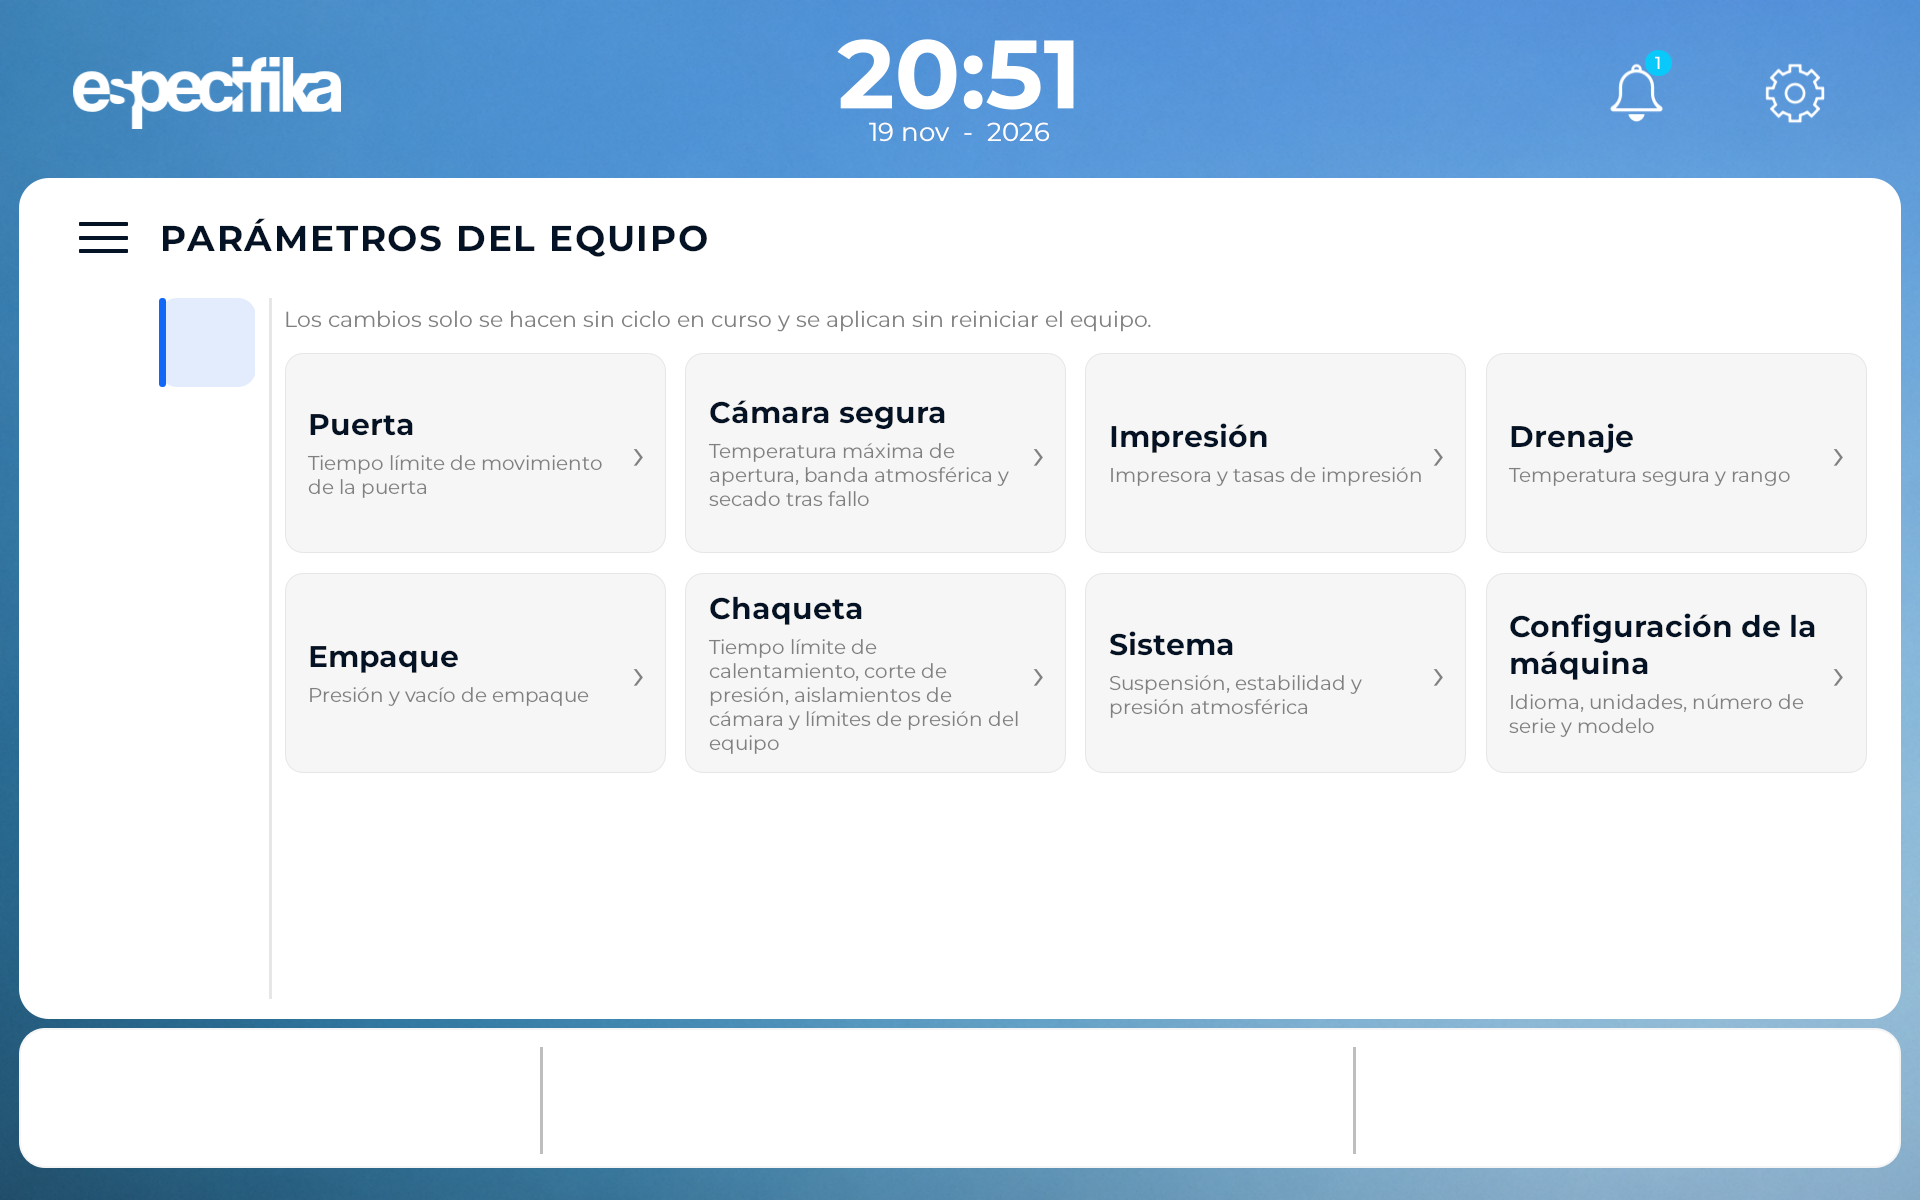 especifika
20:51
19 nov - 2026
1
PARÁMETROS DEL EQUIPO
Los cambios solo se hacen sin ciclo en curso y se aplican sin reiniciar el equipo.
Puerta
Tiempo límite de movimiento
de la puerta
Cámara segura
Temperatura máxima de
apertura, banda atmosférica y
secado tras fallo
Impresión
Impresora y tasas de impresión
Drenaje
Temperatura segura y rango
Empaque
Presión y vacío de empaque
Chaqueta
Tiempo límite de
calentamiento, corte de
presión, aislamientos de
cámara y límites de presión del
equipo
Sistema
Suspensión, estabilidad y
presión atmosférica
Configuración de la
máquina
Idioma, unidades, número de
serie y modelo